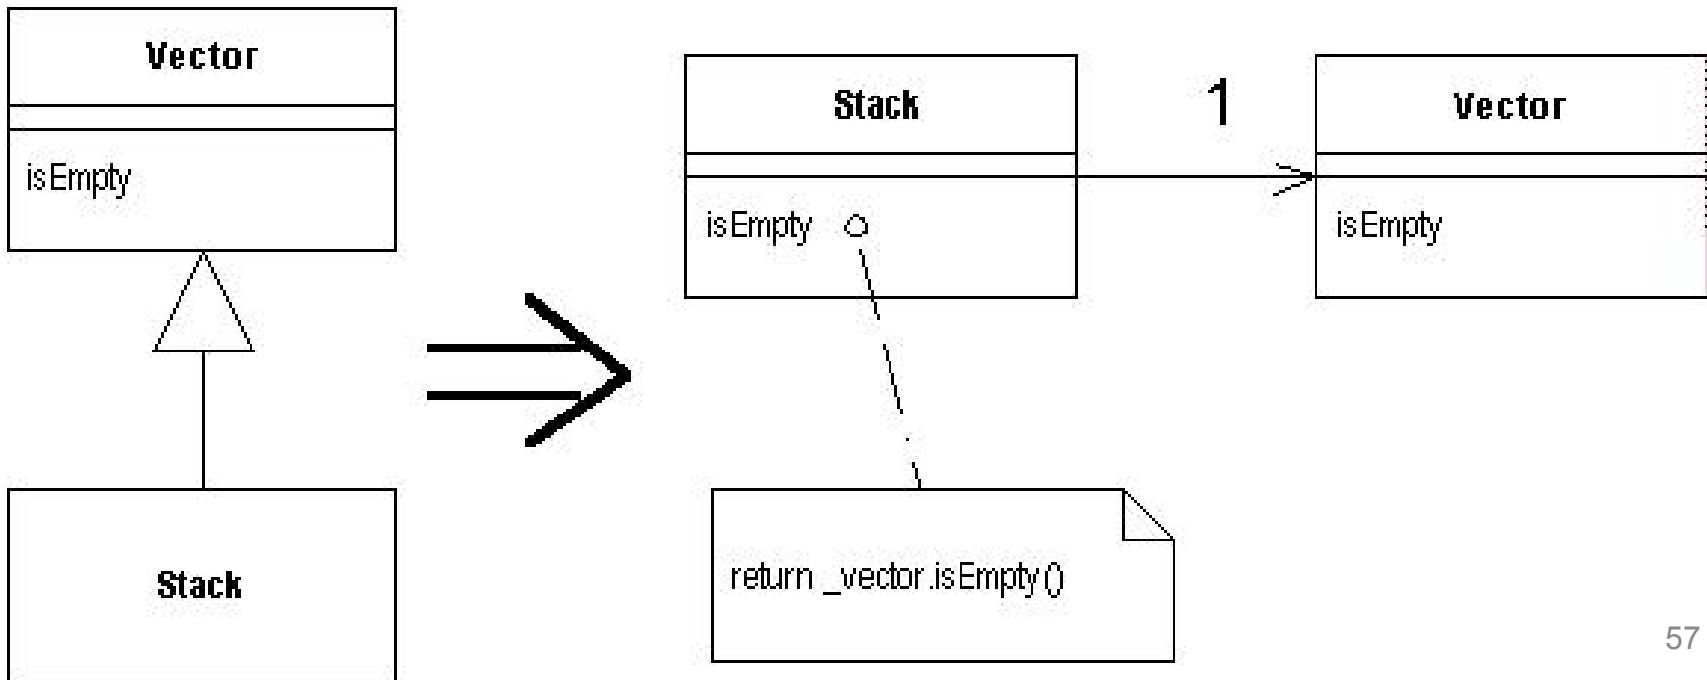 Vector
isEmpty
Stack
Stack
isEmpty
1
Vector
isEmpty
return _vector.isEmpty()
57